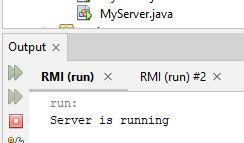 MyServer.java
Output ×
RMI (run) × RMI (run) #2 ×
run:
Server is running